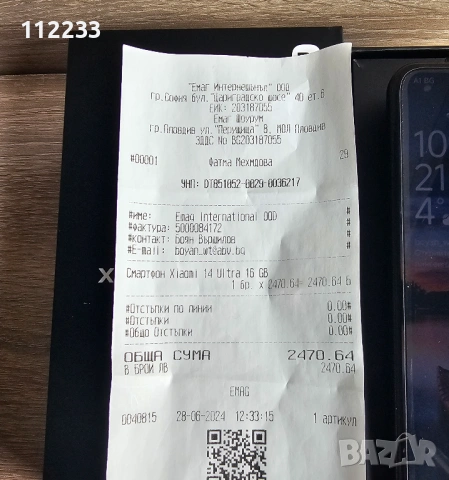 112233
"Емаг Интернешънъл" ООД
гр.София бул."Цариградско шосе" 40 ет.6
ЕИК: 203187055
Емаг Шоурум
гр.Пловдив ул."Перущица" 8, МОЛ Пловдив
ЗДДС No BG203187055
#00001 Фатма Мехмдова 29
УНП: DT851052-0029-0036217
#име: Emag International OOD #
#Фактура: 5000084172 #
#контакт: Боян Вършилов #
#E-mail: boyan_wt@abv.bg #
Смартфон Xiaomi 14 Ultra 16 GB
1 бр. x 2470.64= 2470.64 Б
#Отстъпки по линии 0.00#
#Отстъпки 0.00#
#Общо Отстъпки 0.00#
ОБЩА СУМА 2470.64
В БРОЙ ЛВ 2470.64
EMAG
0040815 28-06-2024 12:33:15 1 артикул
X
10
21
4°
BAZAR